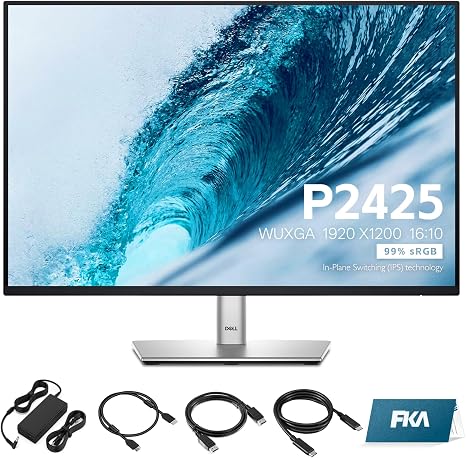 P2425
WUXGA 1920 X1200 16:10
99% sRGB
In-Plane Switching (IPS) technology
DELL
FKA